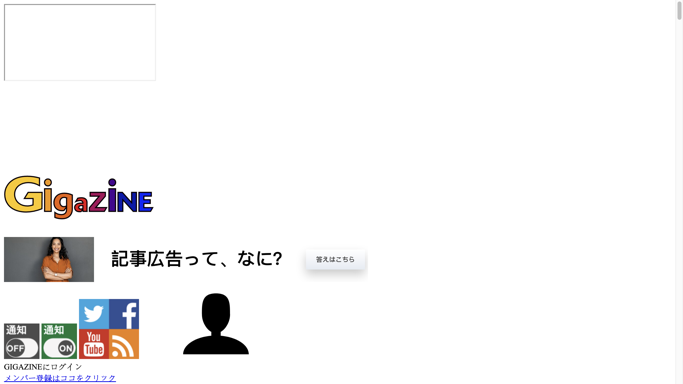 GIGAZINE
記事広告って、なに?
答えはこちら
通知 OFF
通知 ON
You Tube
GIGAZINEにログイン
メンバー登録はココをクリック